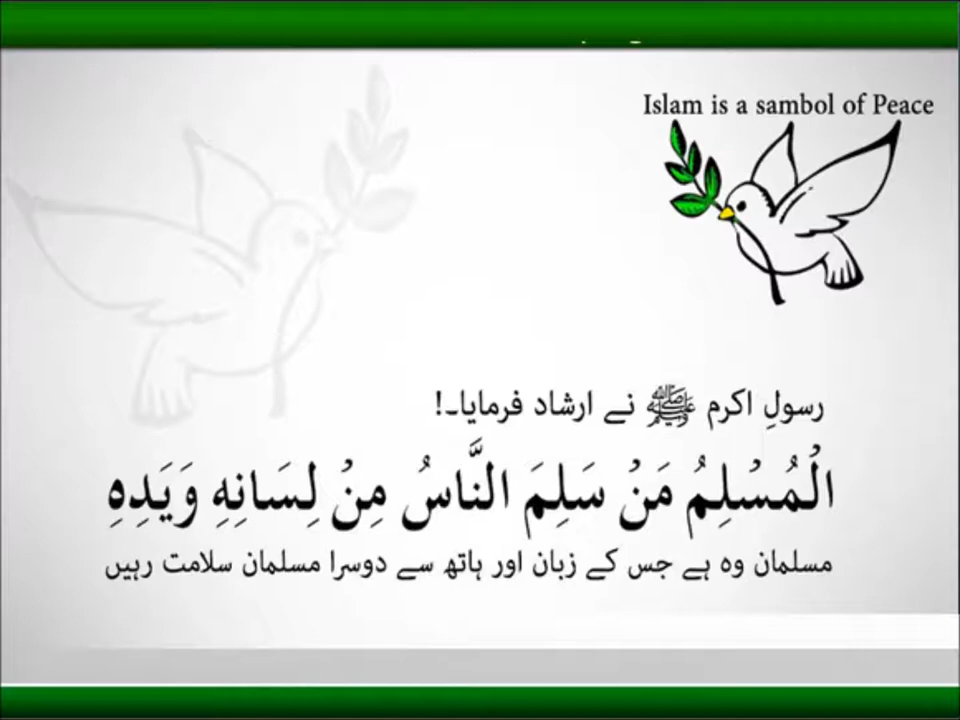 Islam is a sambol of Peace
رسولِ اکرم ﷺ نے ارشاد فرمایا۔!
الْمُسْلِمُ مَنْ سَلِمَ النَّاسُ مِنْ لِسَانِهِ وَيَدِهِ
مسلمان وہ ہے جس کے زبان اور ہاتھ سے دوسرا مسلمان سلامت رہیں